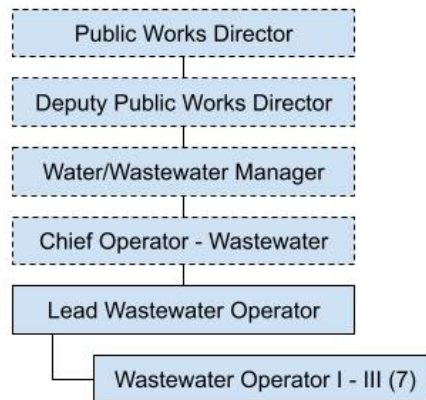 Public Works Director
Deputy Public Works Director
Water/Wastewater Manager
Chief Operator - Wastewater
Lead Wastewater Operator
Wastewater Operator I - III (7)